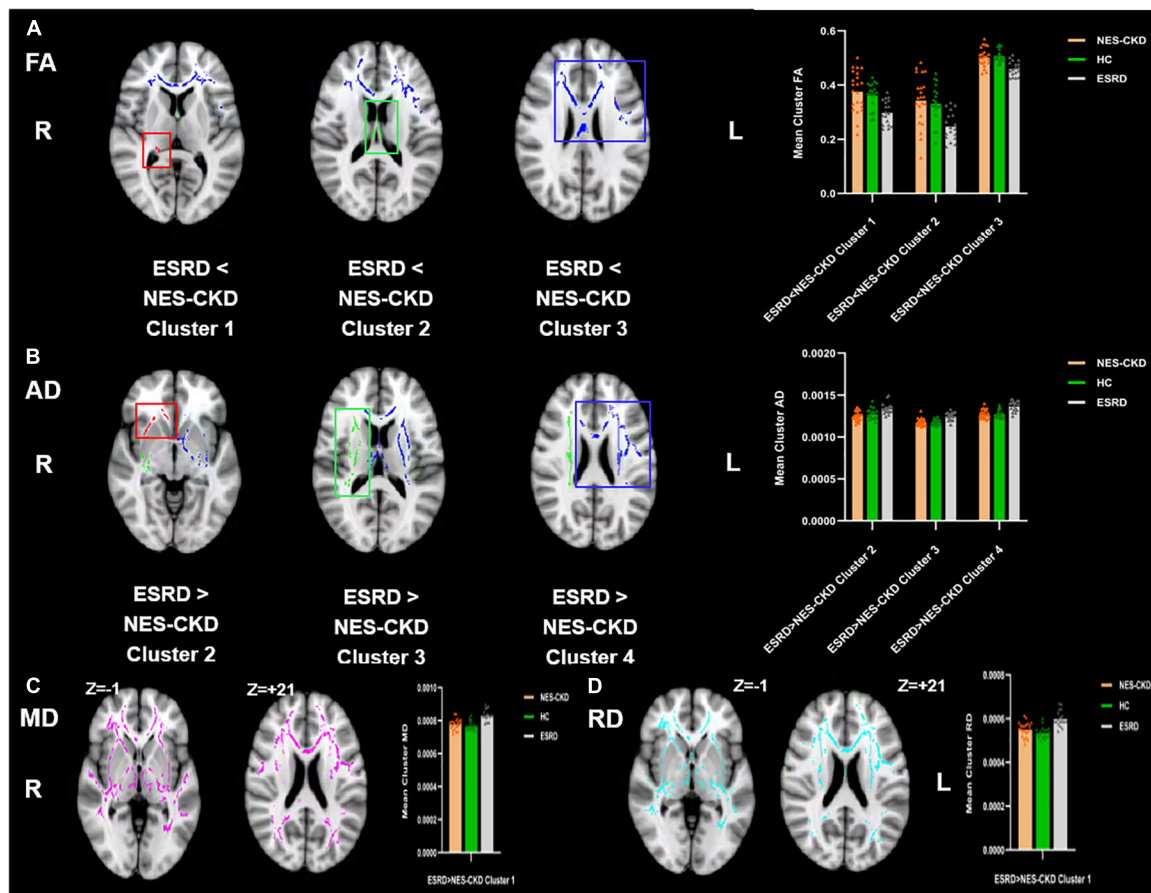 A
FA
R
L
ESRD <
NES-CKD
Cluster 1
ESRD <
NES-CKD
Cluster 2
ESRD <
NES-CKD
Cluster 3
Mean Cluster FA
0.6
0.4
0.2
0.0
NES-CKD
HC
ESRD
ESRD<NES-CKD Cluster 1
ESRD<NES-CKD Cluster 2
ESRD<NES-CKD Cluster 3
B
AD
R
L
ESRD >
NES-CKD
Cluster 2
ESRD >
NES-CKD
Cluster 3
ESRD >
NES-CKD
Cluster 4
Mean Cluster AD
0.0020
0.0015
0.0010
0.0005
0.0000
NES-CKD
HC
ESRD
ESRD>NES-CKD Cluster 2
ESRD>NES-CKD Cluster 3
ESRD>NES-CKD Cluster 4
C
MD
R
Z=-1
Z=+21
Mean Cluster MD
0.0010
0.0008
0.0006
0.0004
0.0002
0.0000
NES-CKD
HC
ESRD
ESRD>NES-CKD Cluster 1
D
RD
Z=-1
Z=+21
L
Mean Cluster RD
0.0008
0.0006
0.0004
0.0002
0.0000
NES-CKD
HC
ESRD
ESRD>NES-CKD Cluster 1